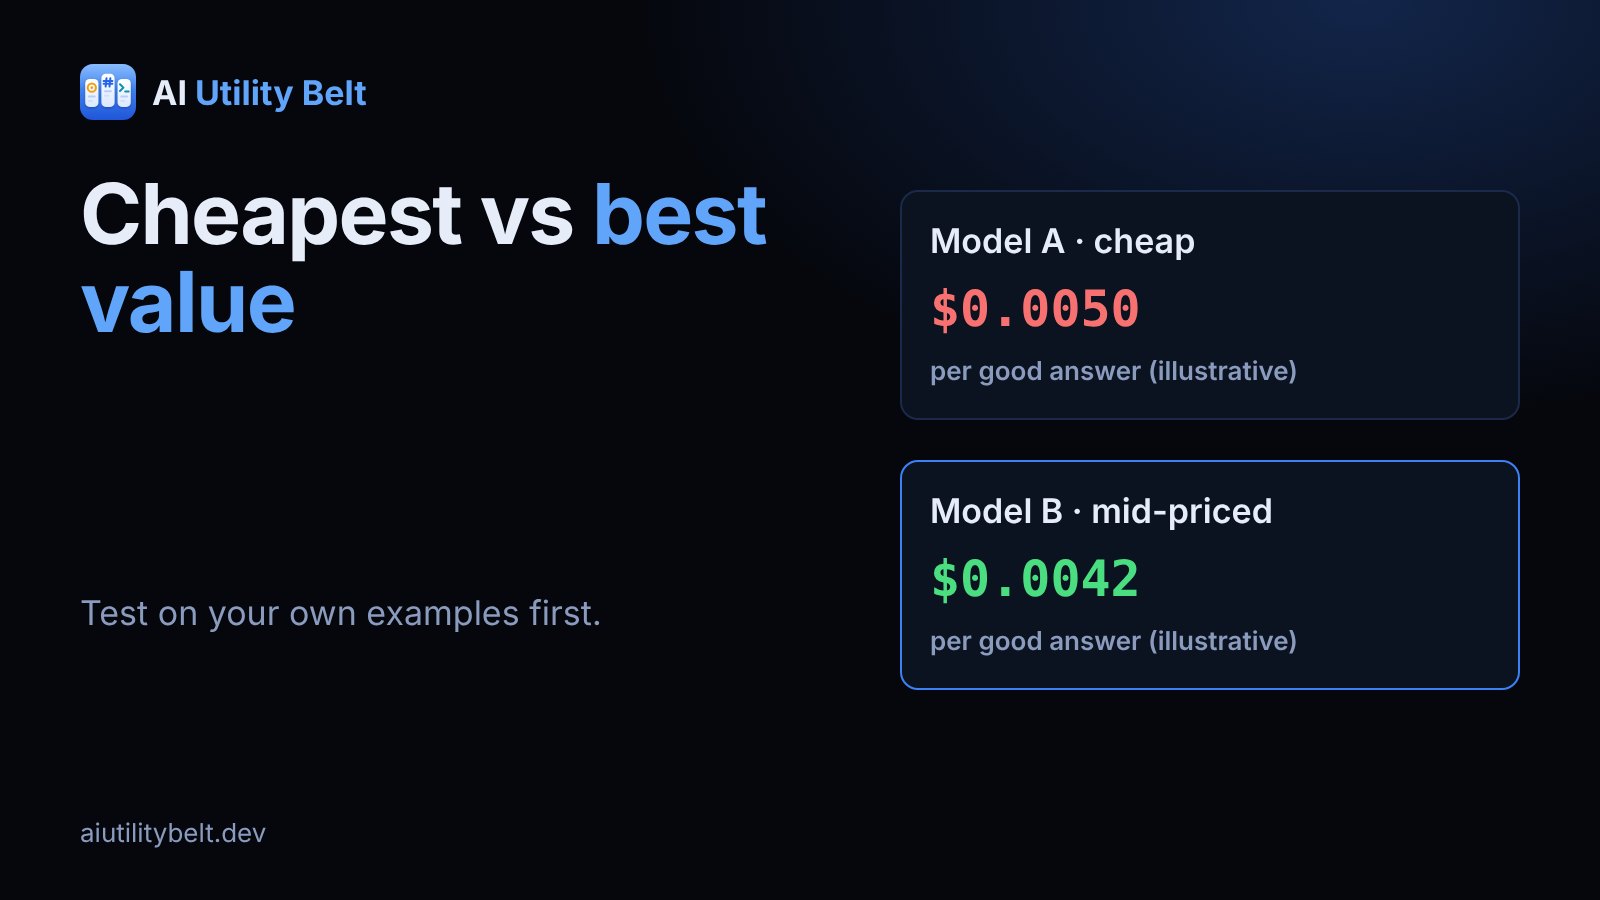 AI Utility Belt
Cheapest vs best
value
Test on your own examples first.
aiutilitybelt.dev
Model A · cheap
$0.0050
per good answer (illustrative)
Model B · mid-priced
$0.0042
per good answer (illustrative)